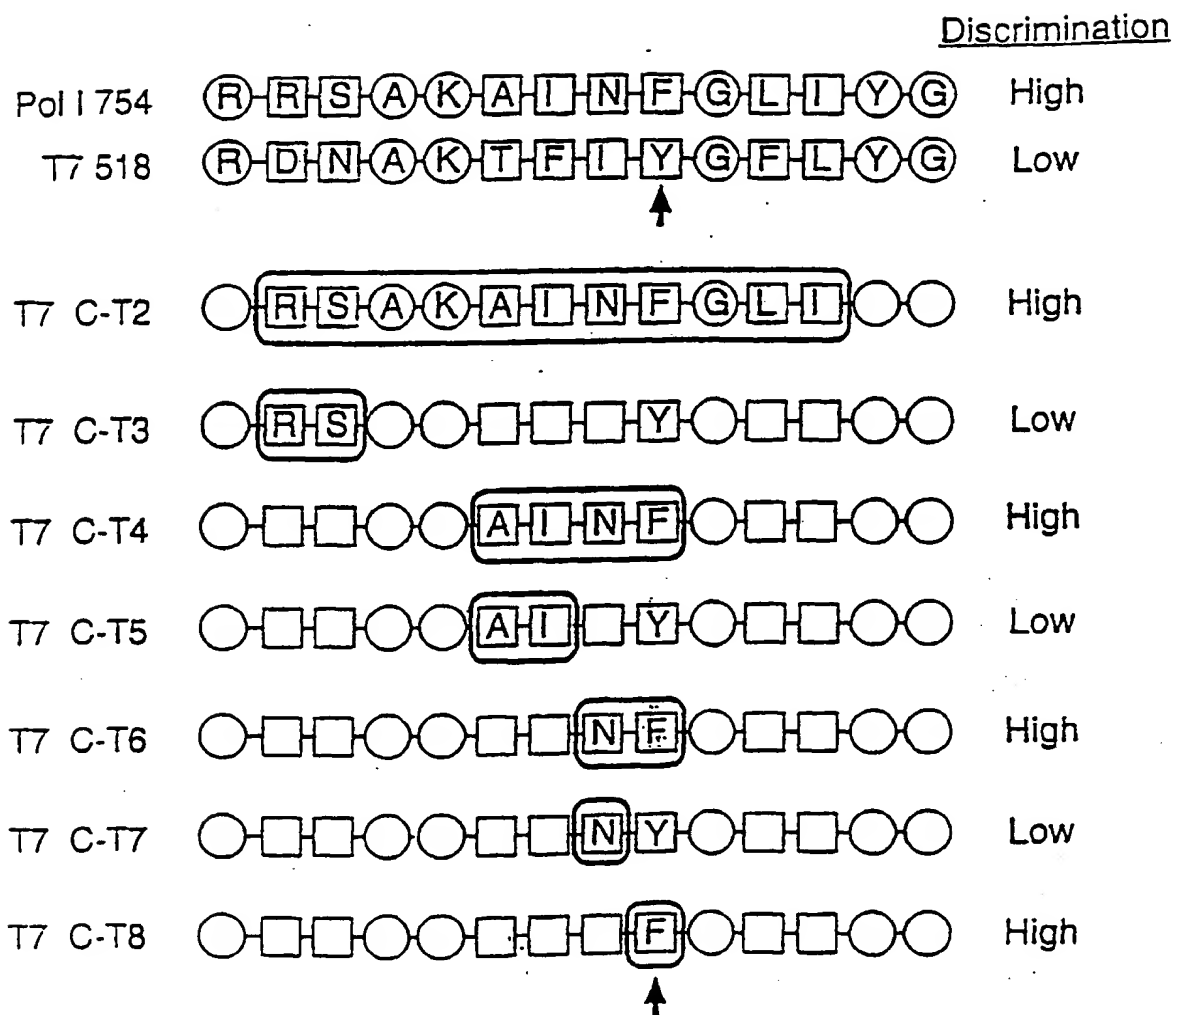 Discrimination
Pol I 754 R R S A K A I N F G L I Y G High
T7 518 R D N A K T F I Y G F L Y G Low
T7 C-T2 R S A K A I N F G L I High
T7 C-T3 R S Y Low
T7 C-T4 A I N F High
T7 C-T5 A I Y Low
T7 C-T6 N F High
T7 C-T7 N Y Low
T7 C-T8 F High